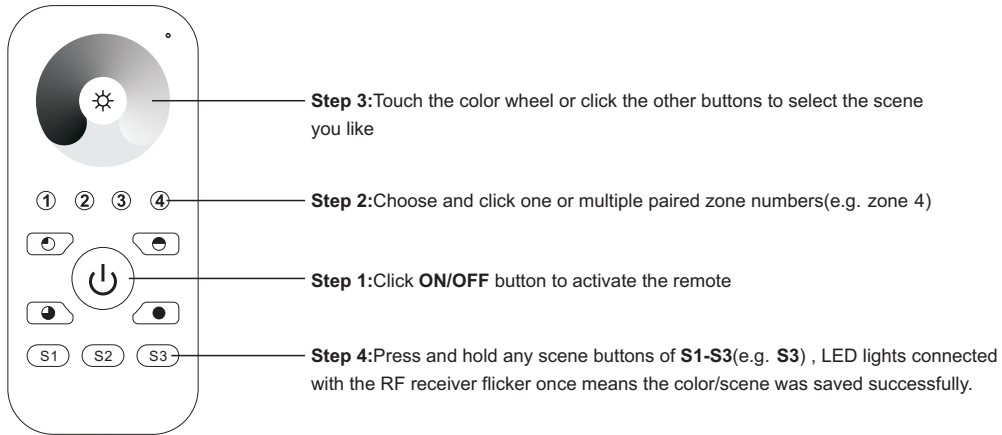 Step 3:Touch the color wheel or click the other buttons to select the scene
you like
1 2 3 4
Step 2:Choose and click one or multiple paired zone numbers(e.g. zone 4)
Step 1:Click ON/OFF button to activate the remote
S1 S2 S3
Step 4:Press and hold any scene buttons of S1-S3(e.g. S3) , LED lights connected
with the RF receiver flicker once means the color/scene was saved successfully.